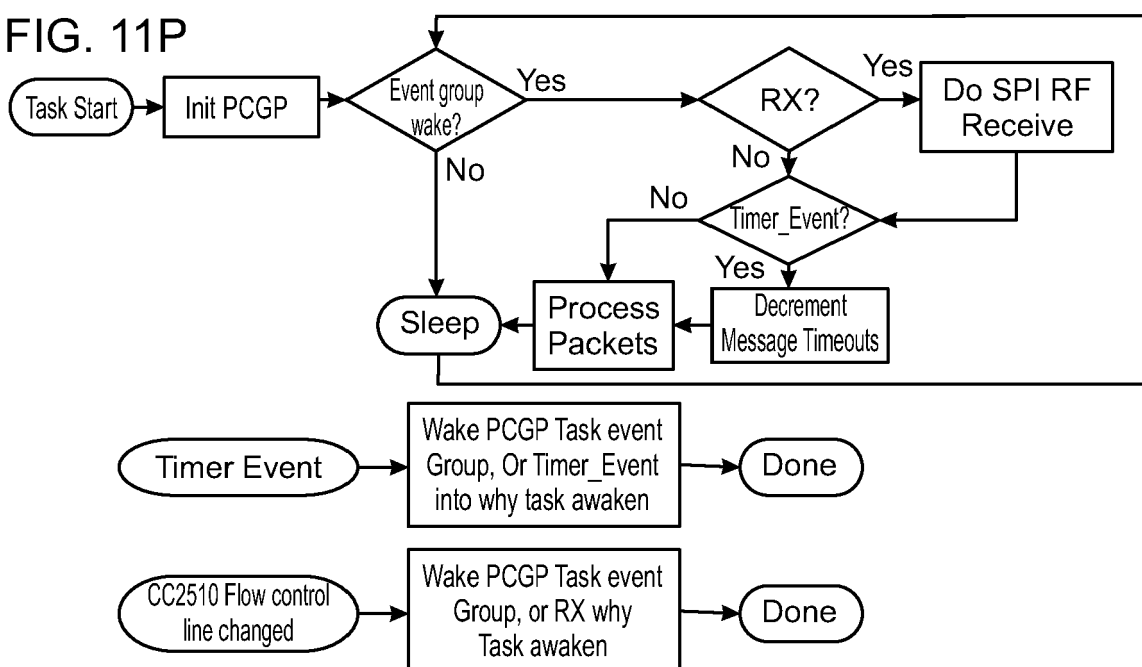 FIG. 11P
Task Start
Init PCGP
Event group
wake?
Yes
No
RX?
Yes
No
Do SPI RF
Receive
Timer_Event?
No
Yes
Decrement
Message Timeouts
Process
Packets
Sleep
Timer Event
Wake PCGP Task event
Group, Or Timer_Event
into why task awaken
Done
CC2510 Flow control
line changed
Wake PCGP Task event
Group, or RX why
Task awaken
Done